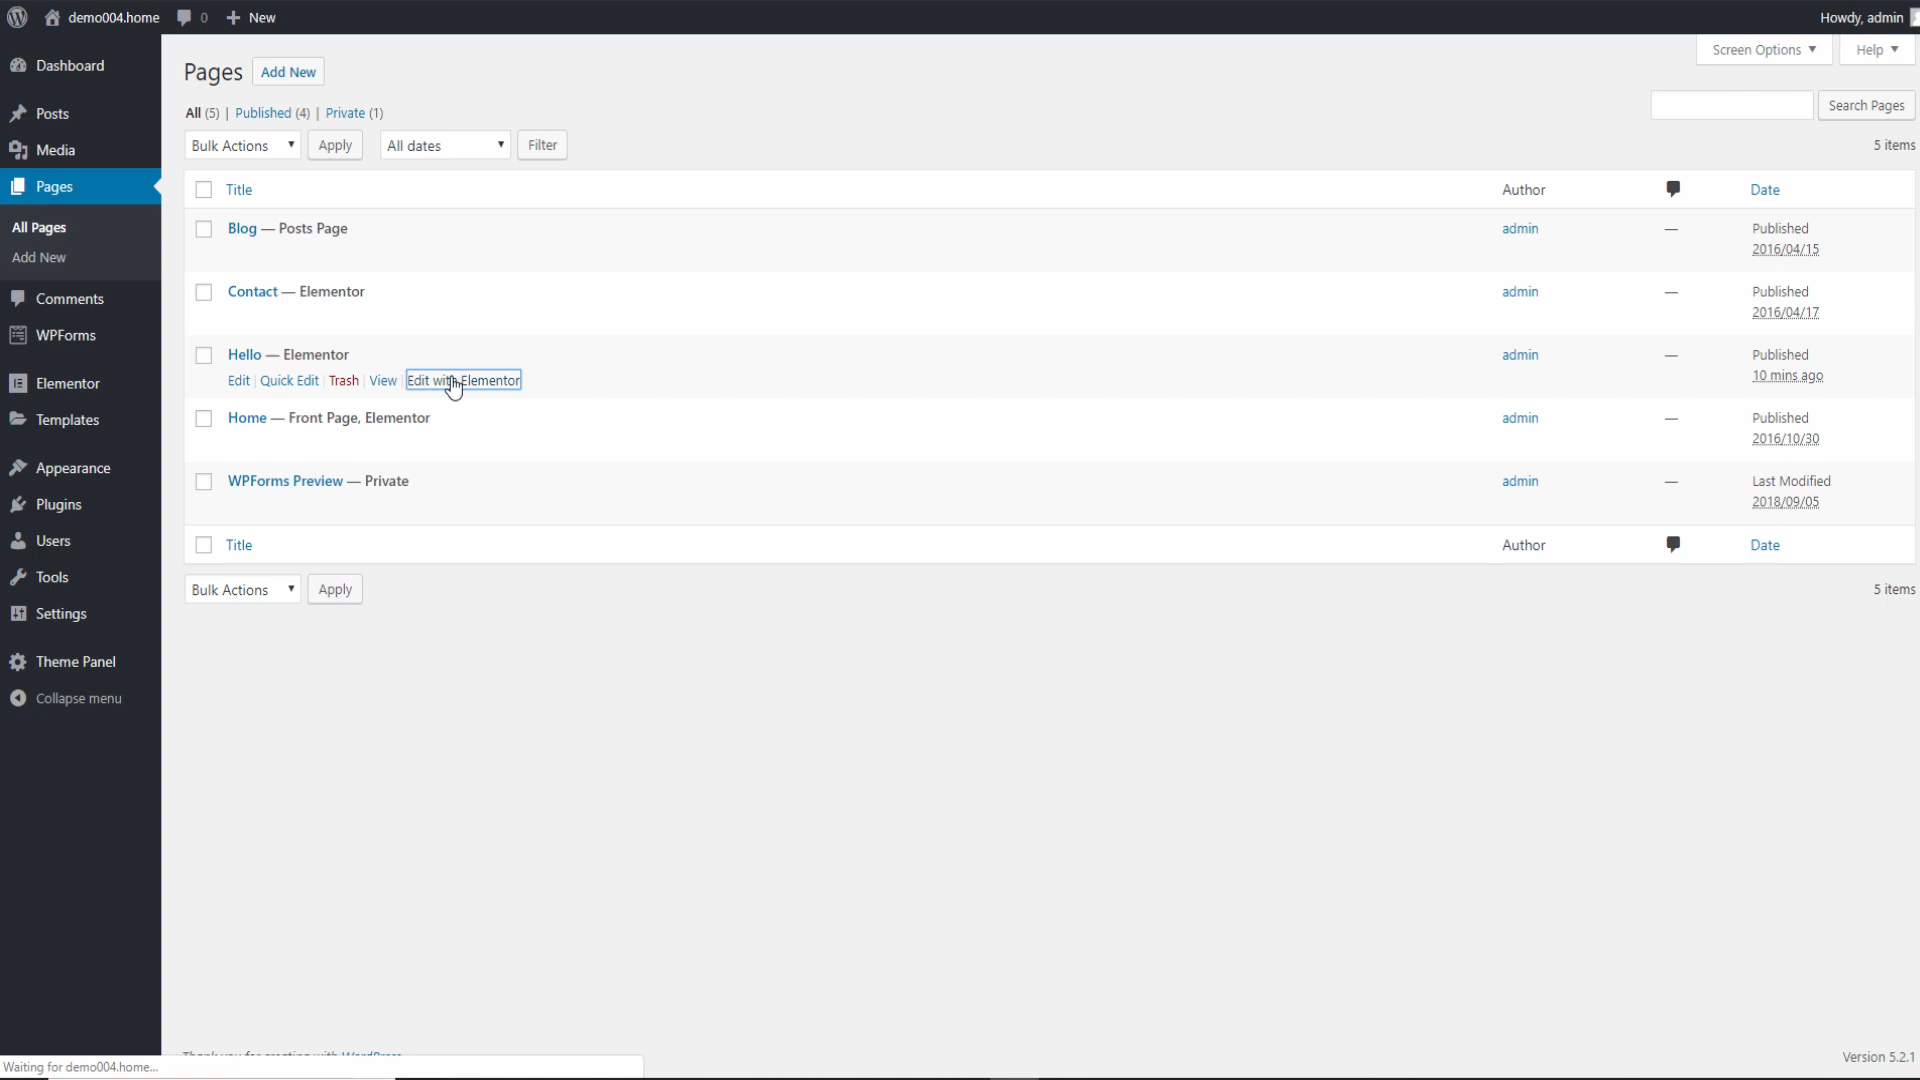 demo004.home 0 New Howdy, admin
Screen Options Help
Dashboard
Posts
Media
Pages
All Pages
Add New
Comments
WPForms
Elementor
Templates
Appearance
Plugins
Users
Tools
Settings
Theme Panel
Collapse menu
Pages Add New
All (5) | Published (4) | Private (1)
Search Pages
Bulk Actions Apply All dates Filter 5 items
Title Author Date
Blog — Posts Page admin — Published
2016/04/15
Contact — Elementor admin — Published
2016/04/17
Hello — Elementor admin — Published
Edit | Quick Edit | Trash | View | Edit with Elementor 10 mins ago
Home — Front Page, Elementor admin — Published
2016/10/30
WPForms Preview — Private admin — Last Modified
2018/09/05
Title Author Date
Bulk Actions Apply 5 items
Thank you for creating with WordPress
Version 5.2.1
Waiting for demo004.home...